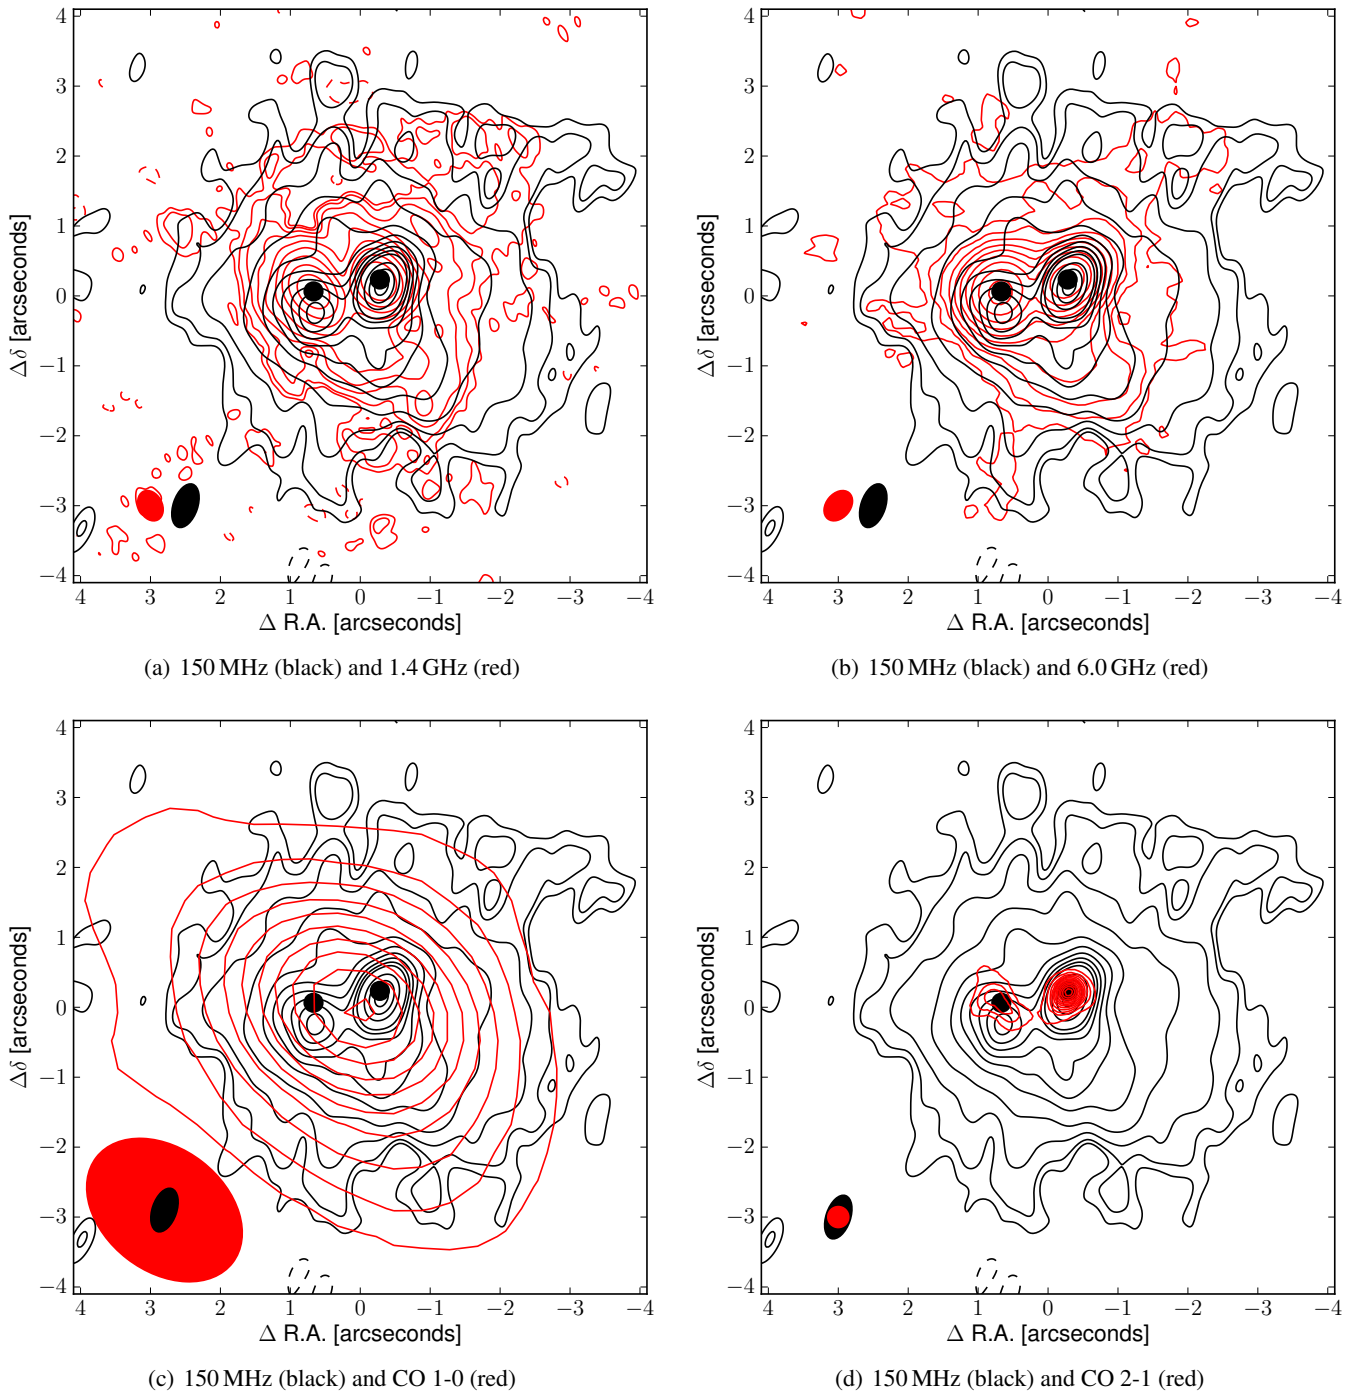 4
3
2
1
0
−1
−2
−3
−4
Δδ [arcseconds]
4 3 2 1 0 −1 −2 −3 −4
Δ R.A. [arcseconds]
(a) 150 MHz (black) and 1.4 GHz (red)
4
3
2
1
0
−1
−2
−3
−4
Δδ [arcseconds]
4 3 2 1 0 −1 −2 −3 −4
Δ R.A. [arcseconds]
(b) 150 MHz (black) and 6.0 GHz (red)
4
3
2
1
0
−1
−2
−3
−4
Δδ [arcseconds]
4 3 2 1 0 −1 −2 −3 −4
Δ R.A. [arcseconds]
(c) 150 MHz (black) and CO 1-0 (red)
4
3
2
1
0
−1
−2
−3
−4
Δδ [arcseconds]
4 3 2 1 0 −1 −2 −3 −4
Δ R.A. [arcseconds]
(d) 150 MHz (black) and CO 2-1 (red)